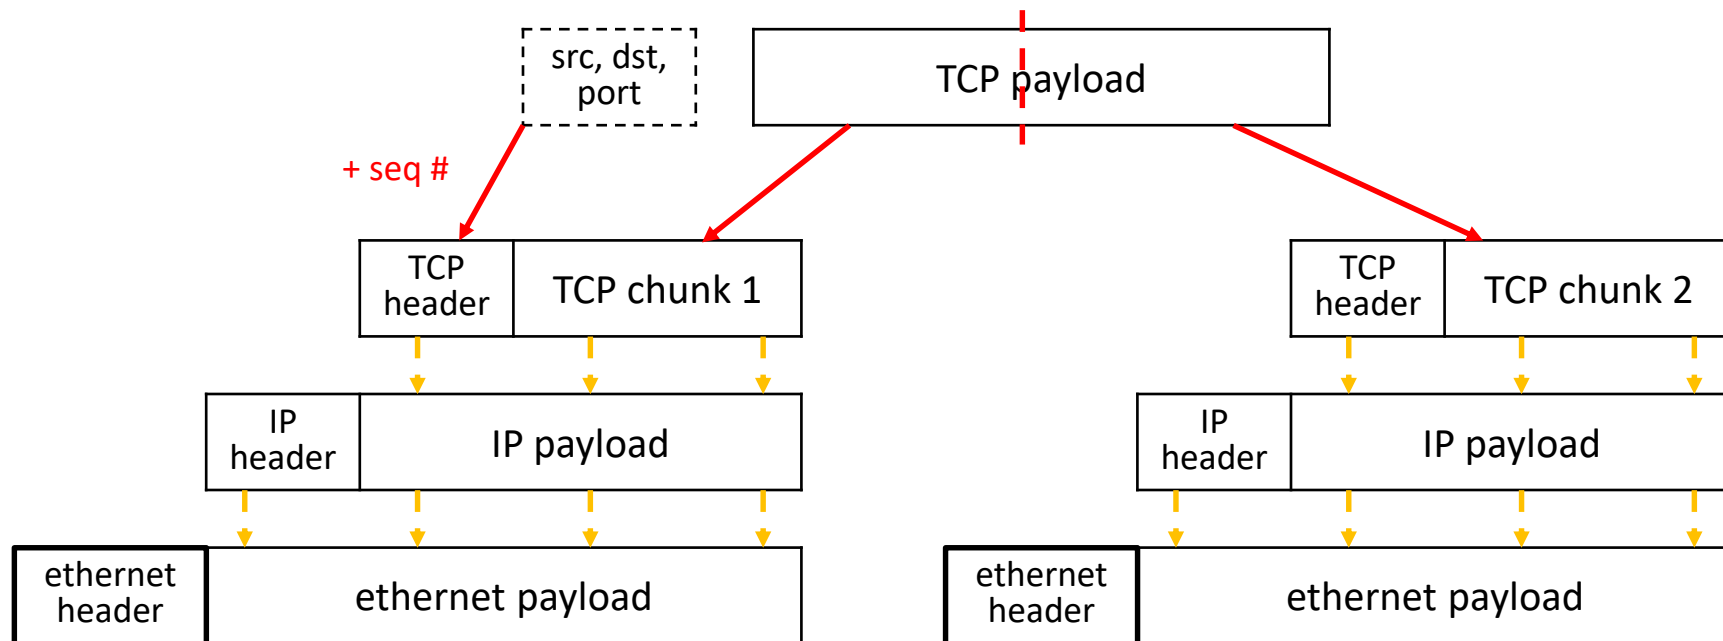 src, dst,
port
TCP payload
+ seq #
TCP
header
TCP chunk 1
TCP
header
TCP chunk 2
IP
header
IP payload
IP
header
IP payload
ethernet
header
ethernet payload
ethernet
header
ethernet payload